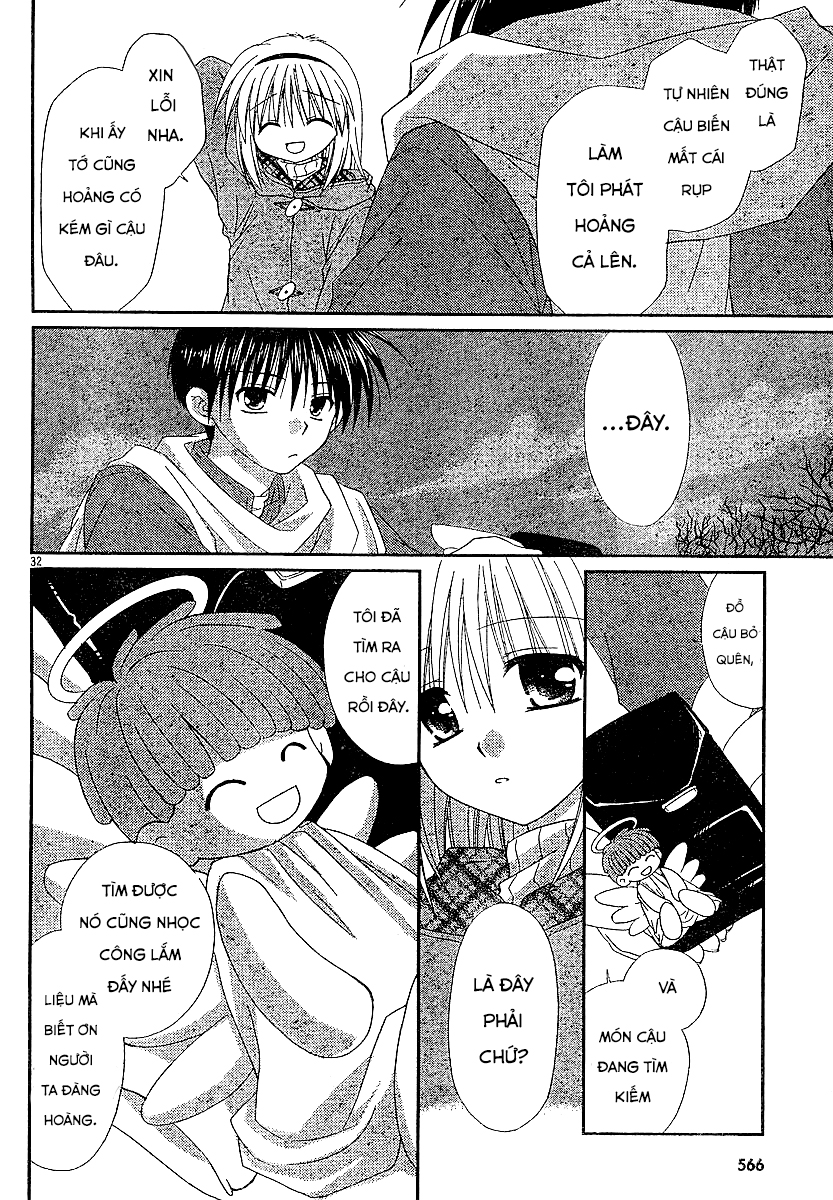 THẬT
ĐÚNG
LÀ
TỰ NHIÊN
CẬU BIẾN
MẤT CÁI
RỤP
LÀM
TÔI PHÁT
HOẢNG
CẢ LÊN.
XIN
LỖI
NHA.
KHI ẤY
TỚ CŨNG
HOẢNG CÓ
KÉM GÌ CẬU
ĐÂU.
...ĐÂY.
32
ĐỒ
CẬU BỎ
QUÊN,
VÀ
MÓN CẬU
ĐANG TÌM
KIẾM
LÀ ĐÂY
PHẢI
CHỨ?
TÔI ĐÃ
TÌM RA
CHO CẬU
RỒI ĐÂY.
TÌM ĐƯỢC
NÓ CŨNG NHỌC
CÔNG LẮM
ĐẤY NHÉ
LIỆU MÀ
BIẾT ƠN
NGƯỜI
TA ĐÀNG
HOÀNG.
566